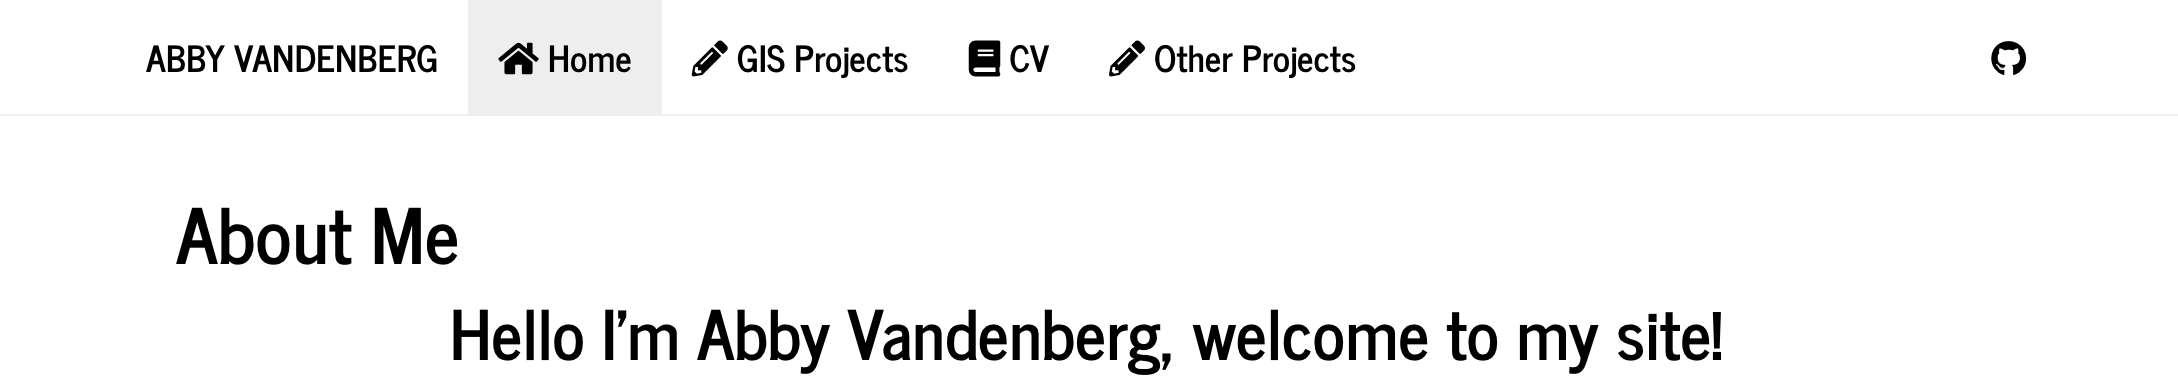 ABBY VANDENBERG Home GIS Projects CV Other Projects
About Me
Hello I'm Abby Vandenberg, welcome to my site!